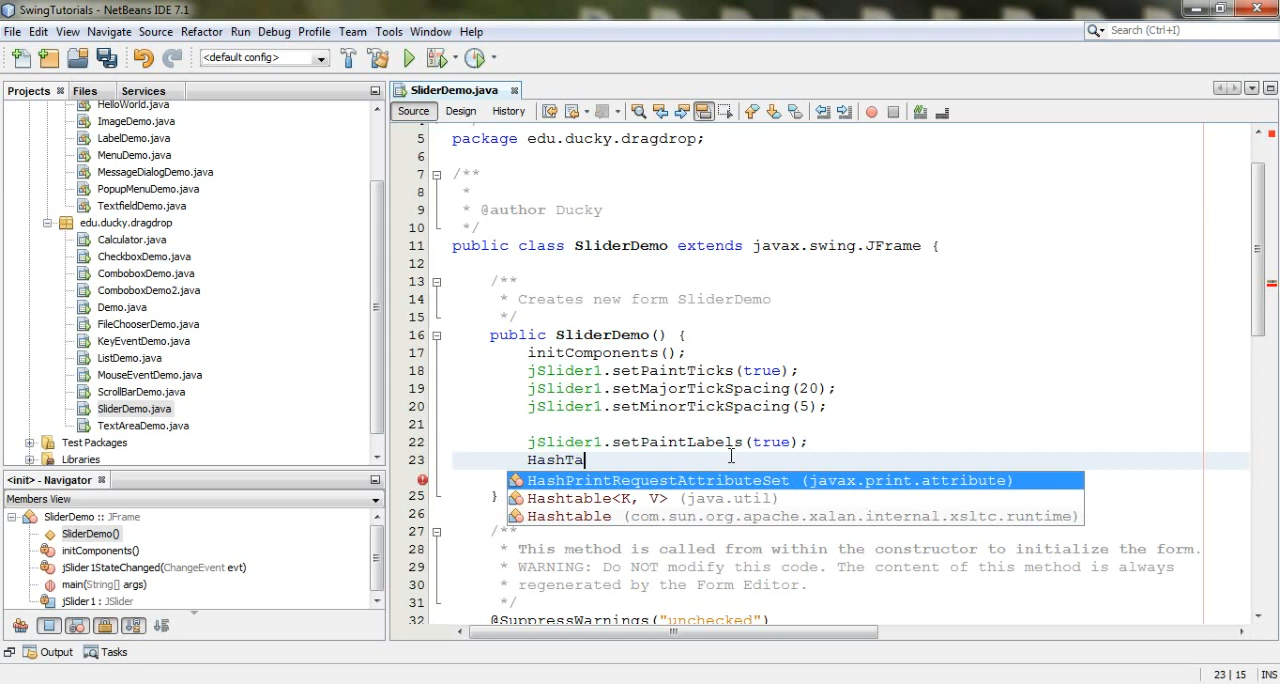 SwingTutorials - NetBeans IDE 7.1
File Edit View Navigate Source Refactor Run Debug Profile Team Tools Window Help
Search (Ctrl+I)
<default config>
Projects Files Services
HelloWorld.java
ImageDemo.java
LabelDemo.java
MenuDemo.java
MessageDialogDemo.java
PopupMenuDemo.java
TextfieldDemo.java
edu.ducky.dragdrop
Calculator.java
CheckboxDemo.java
ComboboxDemo.java
ComboboxDemo2.java
Demo.java
FileChooserDemo.java
KeyEventDemo.java
ListDemo.java
MouseEventDemo.java
ScrollBarDemo.java
SliderDemo.java
TextAreaDemo.java
Test Packages
Libraries
<init> - Navigator
Members View
SliderDemo :: JFrame
SliderDemo()
initComponents()
jSlider1StateChanged(ChangeEvent evt)
main(String[] args)
jSlider1 : JSlider
Output Tasks
SliderDemo.java
Source Design History
5 package edu.ducky.dragdrop;
6
7 /**
8 *
9 * @author Ducky
10 */
11 public class SliderDemo extends javax.swing.JFrame {
12
13 /**
14 * Creates new form SliderDemo
15 */
16 public SliderDemo() {
17 initComponents();
18 jSlider1.setPaintTicks(true);
19 jSlider1.setMajorTickSpacing(20);
20 jSlider1.setMinorTickSpacing(5);
21
22 jSlider1.setPaintLabels(true);
23 HashTa
HashPrintRequestAttributeSet (javax.print.attribute)
Hashtable<K, V> (java.util)
Hashtable (com.sun.org.apache.xalan.internal.xsltc.runtime)
25 }
26
27 /**
28 * This method is called from within the constructor to initialize the form.
29 * WARNING: Do NOT modify this code. The content of this method is always
30 * regenerated by the Form Editor.
31 */
32 @SuppressWarnings("unchecked")
23 | 15 INS